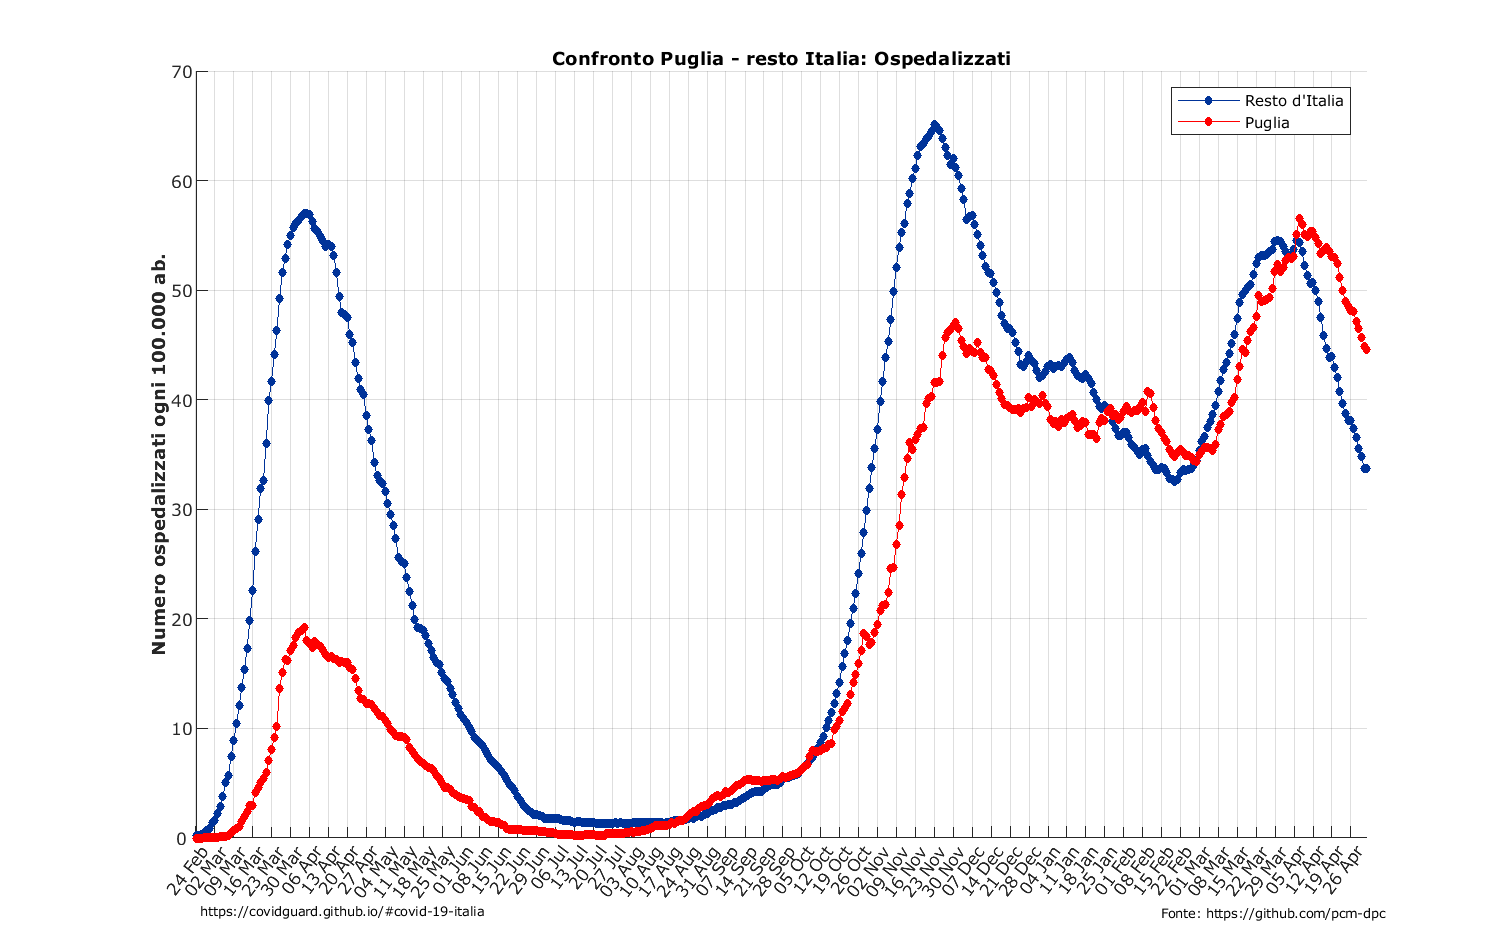 Confronto Puglia - resto Italia: Ospedalizzati
Resto d'Italia
Puglia
Numero ospedalizzati ogni 100.000 ab.
70
60
50
40
30
20
10
0
24 Feb
02 Mar
09 Mar
16 Mar
23 Mar
30 Mar
06 Apr
13 Apr
20 Apr
27 Apr
04 May
11 May
18 May
25 May
01 Jun
08 Jun
15 Jun
22 Jun
29 Jun
06 Jul
13 Jul
20 Jul
27 Jul
03 Aug
10 Aug
17 Aug
24 Aug
31 Aug
07 Sep
14 Sep
21 Sep
28 Sep
05 Oct
12 Oct
19 Oct
26 Oct
02 Nov
09 Nov
16 Nov
23 Nov
30 Nov
07 Dec
14 Dec
21 Dec
28 Dec
04 Jan
11 Jan
18 Jan
25 Jan
01 Feb
08 Feb
15 Feb
22 Feb
01 Mar
08 Mar
15 Mar
22 Mar
29 Mar
05 Apr
12 Apr
19 Apr
26 Apr
https://covidguard.github.io/#covid-19-italia
Fonte: https://github.com/pcm-dpc